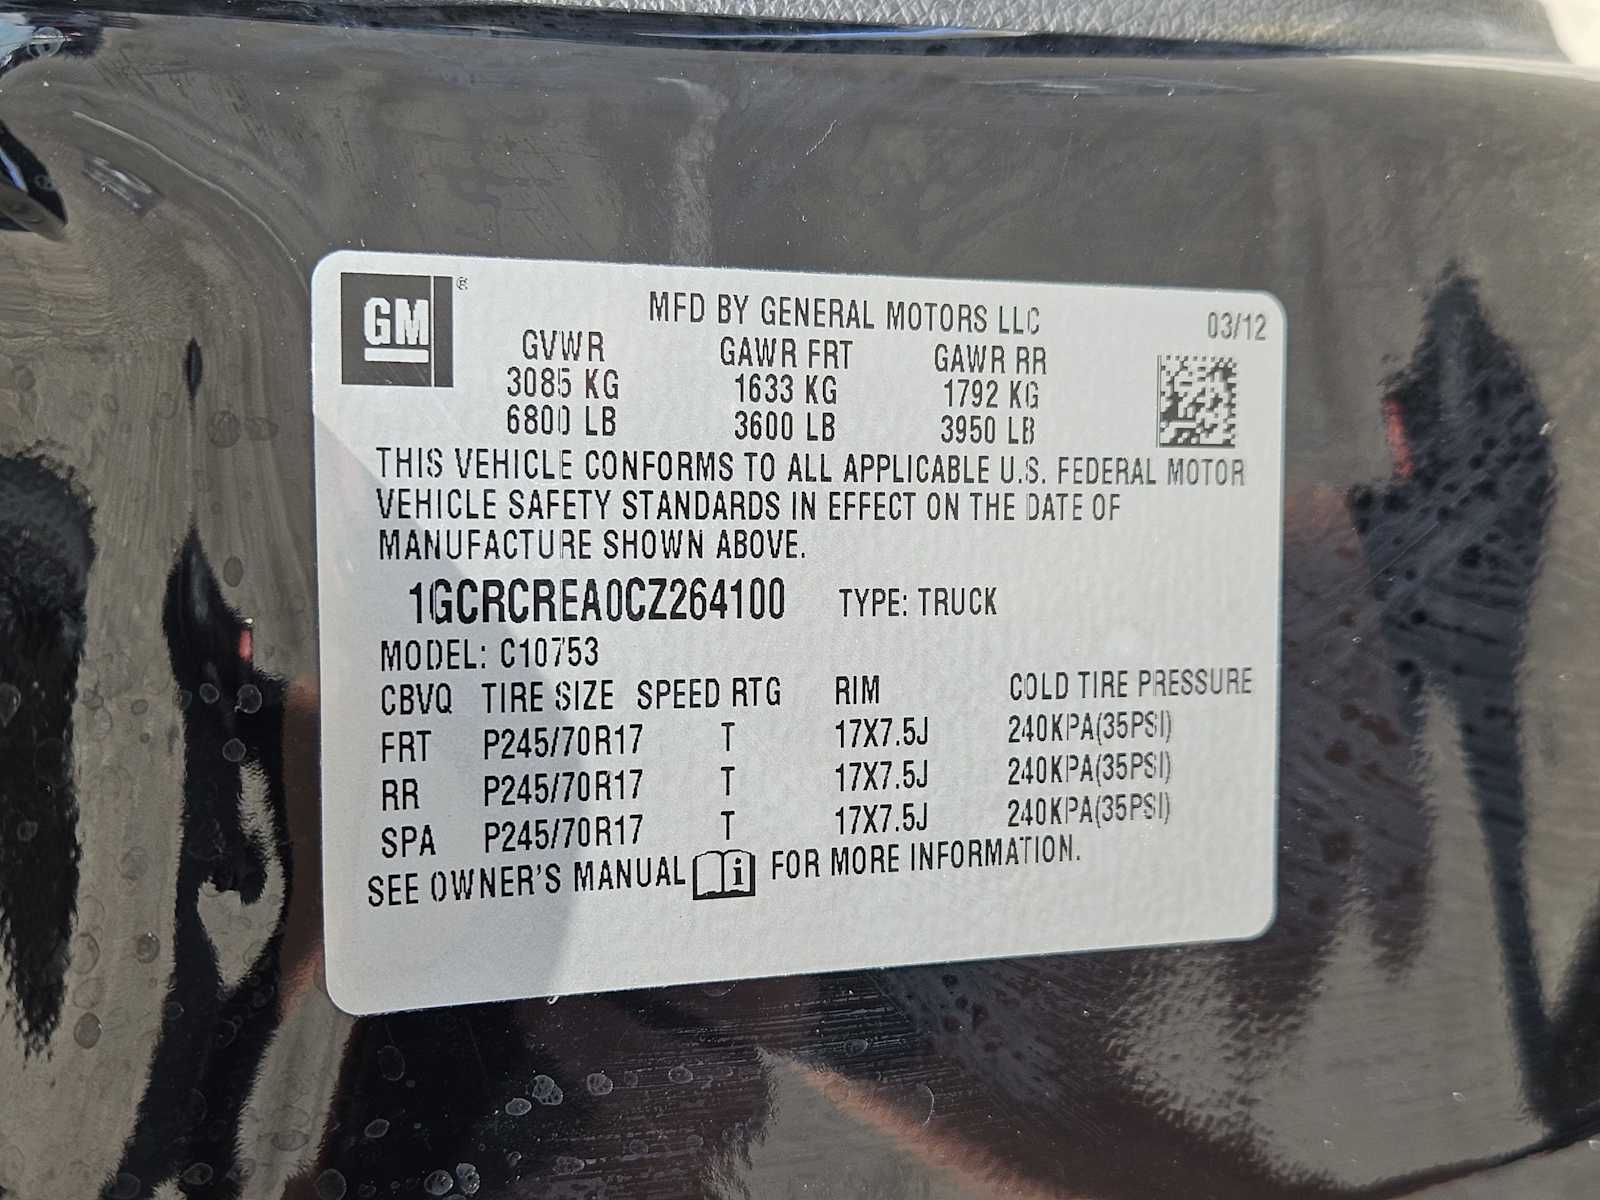 GM®
MFD BY GENERAL MOTORS LLC 03/12
GVWR GAWR FRT GAWR RR
3085 KG 1633 KG 1792 KG
6800 LB 3600 LB 3950 LB
THIS VEHICLE CONFORMS TO ALL APPLICABLE U.S. FEDERAL MOTOR
VEHICLE SAFETY STANDARDS IN EFFECT ON THE DATE OF
MANUFACTURE SHOWN ABOVE.
1GCRCREA0CZ264100 TYPE: TRUCK
MODEL: C10753
CBVQ TIRE SIZE SPEED RTG RIM COLD TIRE PRESSURE
FRT P245/70R17 T 17X7.5J 240KPA(35PSI)
RR P245/70R17 T 17X7.5J 240KPA(35PSI)
SPA P245/70R17 T 17X7.5J 240KPA(35PSI)
SEE OWNER'S MANUAL i FOR MORE INFORMATION.